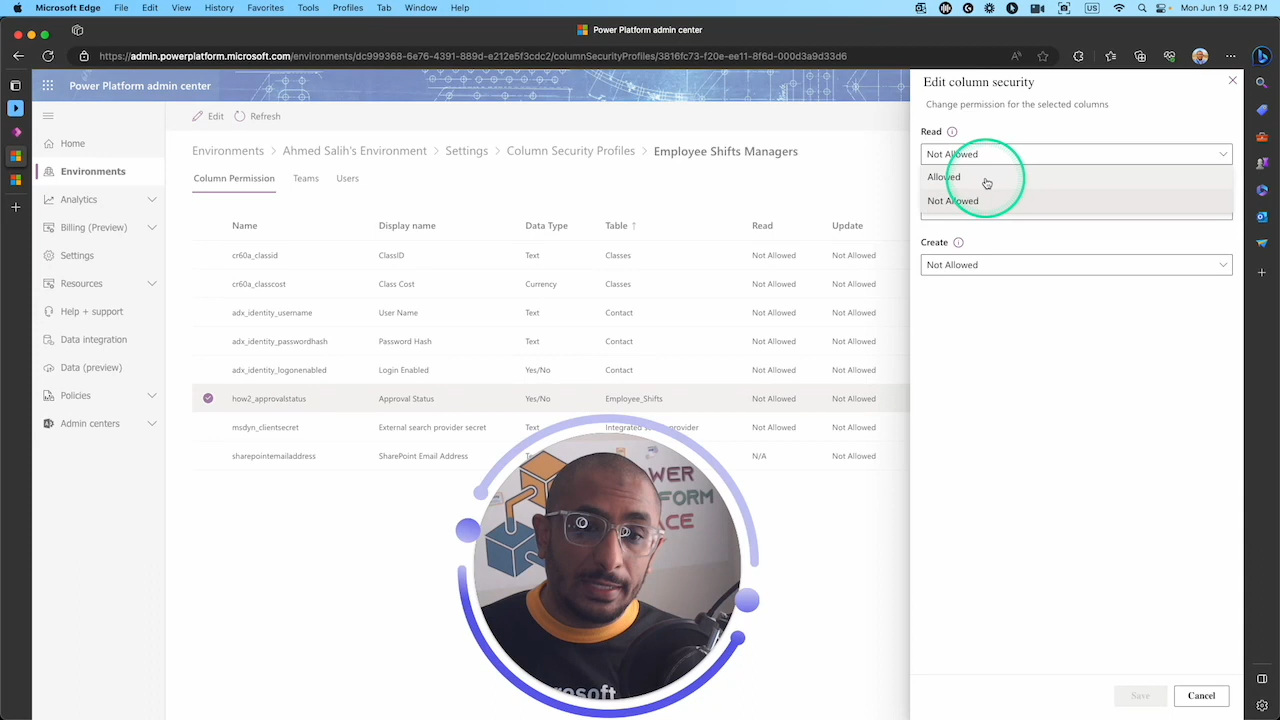 Microsoft Edge File Edit View History Favorites Tools Profiles Tab Window Help US Mon Jun 19 5:42 PM
Power Platform admin center
https://admin.powerplatform.microsoft.com/environments/dc999368-6e76-4391-889d-e212e5f3cdc2/columnSecurityProfiles/3816fc73-f20e-ee11-8f6d-000d3a9d33d6
Power Platform admin center
Home
Environments
Analytics
Billing (Preview)
Settings
Resources
Help + support
Data integration
Data (preview)
Policies
Admin centers
Edit Refresh
Environments > Ahmed Salih's Environment > Settings > Column Security Profiles > Employee Shifts Managers
Column Permission Teams Users
Name Display name Data Type Table ↑ Read Update
cr60a_classid ClassID Text Classes Not Allowed Not Allowed
cr60a_classcost Class Cost Currency Classes Not Allowed Not Allowed
adx_identity_username User Name Text Contact Not Allowed Not Allowed
adx_identity_passwordhash Password Hash Text Contact Not Allowed Not Allowed
adx_identity_logonenabled Login Enabled Yes/No Contact Not Allowed Not Allowed
how2_approvalstatus Approval Status Yes/No Employee_Shifts Not Allowed Not Allowed
msdyn_clientsecret External search provider secret Text Integrated provider Not Allowed Not Allowed
sharepointemailaddress SharePoint Email Address N/A Not Allowed
Edit column security
Change permission for the selected columns
Read
Not Allowed
Allowed
Not Allowed
Create
Not Allowed
Save Cancel